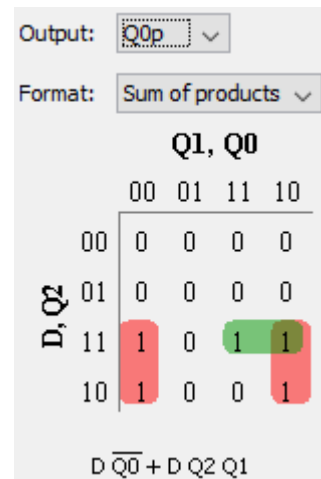 Output: Q0p
Format: Sum of products
Q1, Q0
00 01 11 10
D, Q2
00 0 0 0 0
01 0 0 0 0
11 1 0 1 1
10 1 0 0 1
D Q̅0̅ + D Q2 Q1